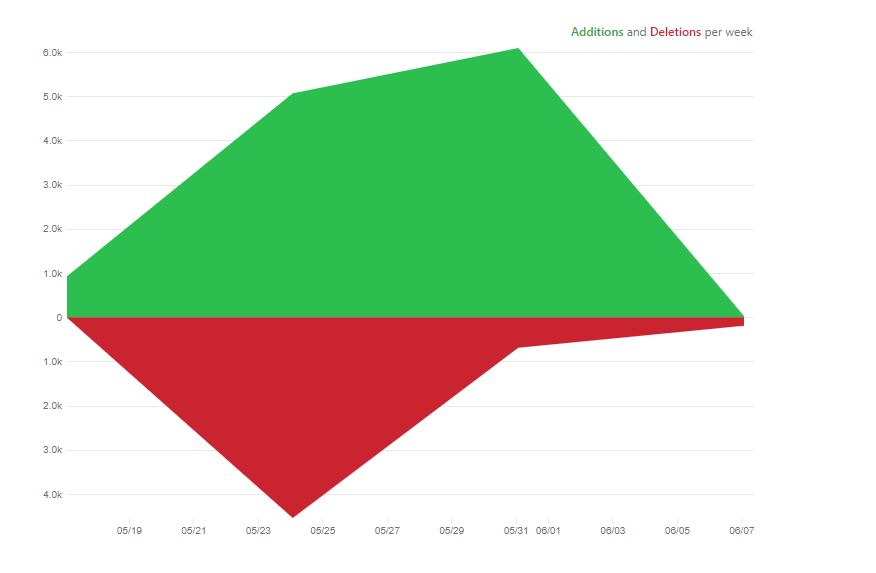 Additions and Deletions per week
6.0k
5.0k
4.0k
3.0k
2.0k
1.0k
0
1.0k
2.0k
3.0k
4.0k
05/19 05/21 05/23 05/25 05/27 05/29 05/31 06/01 06/03 06/05 06/07